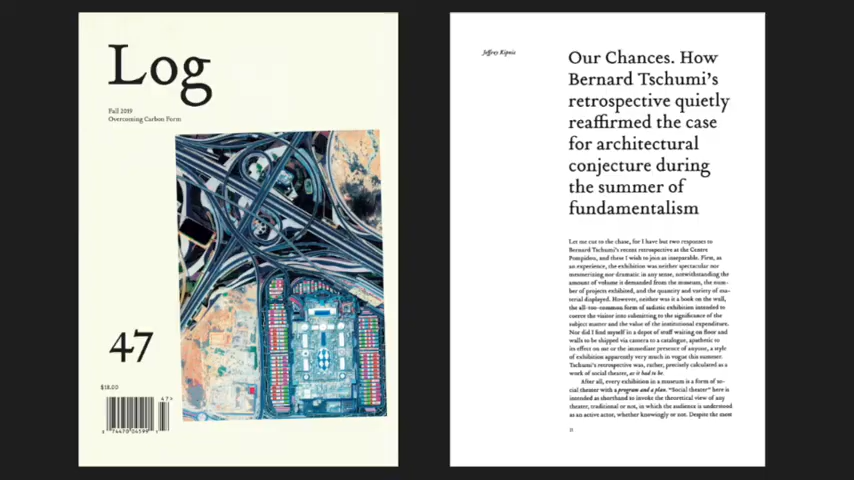 Log
Fall 2019
Overcoming Carbon Form
47
$18.00
Jeffrey Kipnis
Our Chances. How
Bernard Tschumi's
retrospective quietly
reaffirmed the case
for architectural
conjecture during
the summer of
fundamentalism
Let me cut to the chase, for I have but two responses to
Bernard Tschumi's recent retrospective at the Centre
Pompidou, and these I wish to join as inseparable. First, as
an experience, the exhibition was neither spectacular nor
mesmerizing nor dramatic in any sense, notwithstanding the
amount of volume it demanded from the museum, the num-
ber of projects exhibited, and the quantity and variety of ma-
terial displayed. However, neither was it a book on the wall,
the all-too-common form of sadistic exhibition intended to
coerce the visitor into submitting to the significance of the
subject matter and the value of the institutional expenditure.
Nor did I find myself in a depot of stuff waiting on floor and
walls to be shipped via camera to a catalogue, apathetic to
its effect on me or the immediate presence of anyone, a style
of exhibition apparently very much in vogue this summer.
Tschumi's retrospective was, rather, precisely calculated as a
work of social theater, as it had to be.
After all, every exhibition in a museum is a form of so-
cial theater with a program and a plan. "Social theater" here is
intended as shorthand to invoke the theoretical view of any
theater, traditional or not, in which the audience is understood
as an active actor, whether knowingly or not. Despite the most